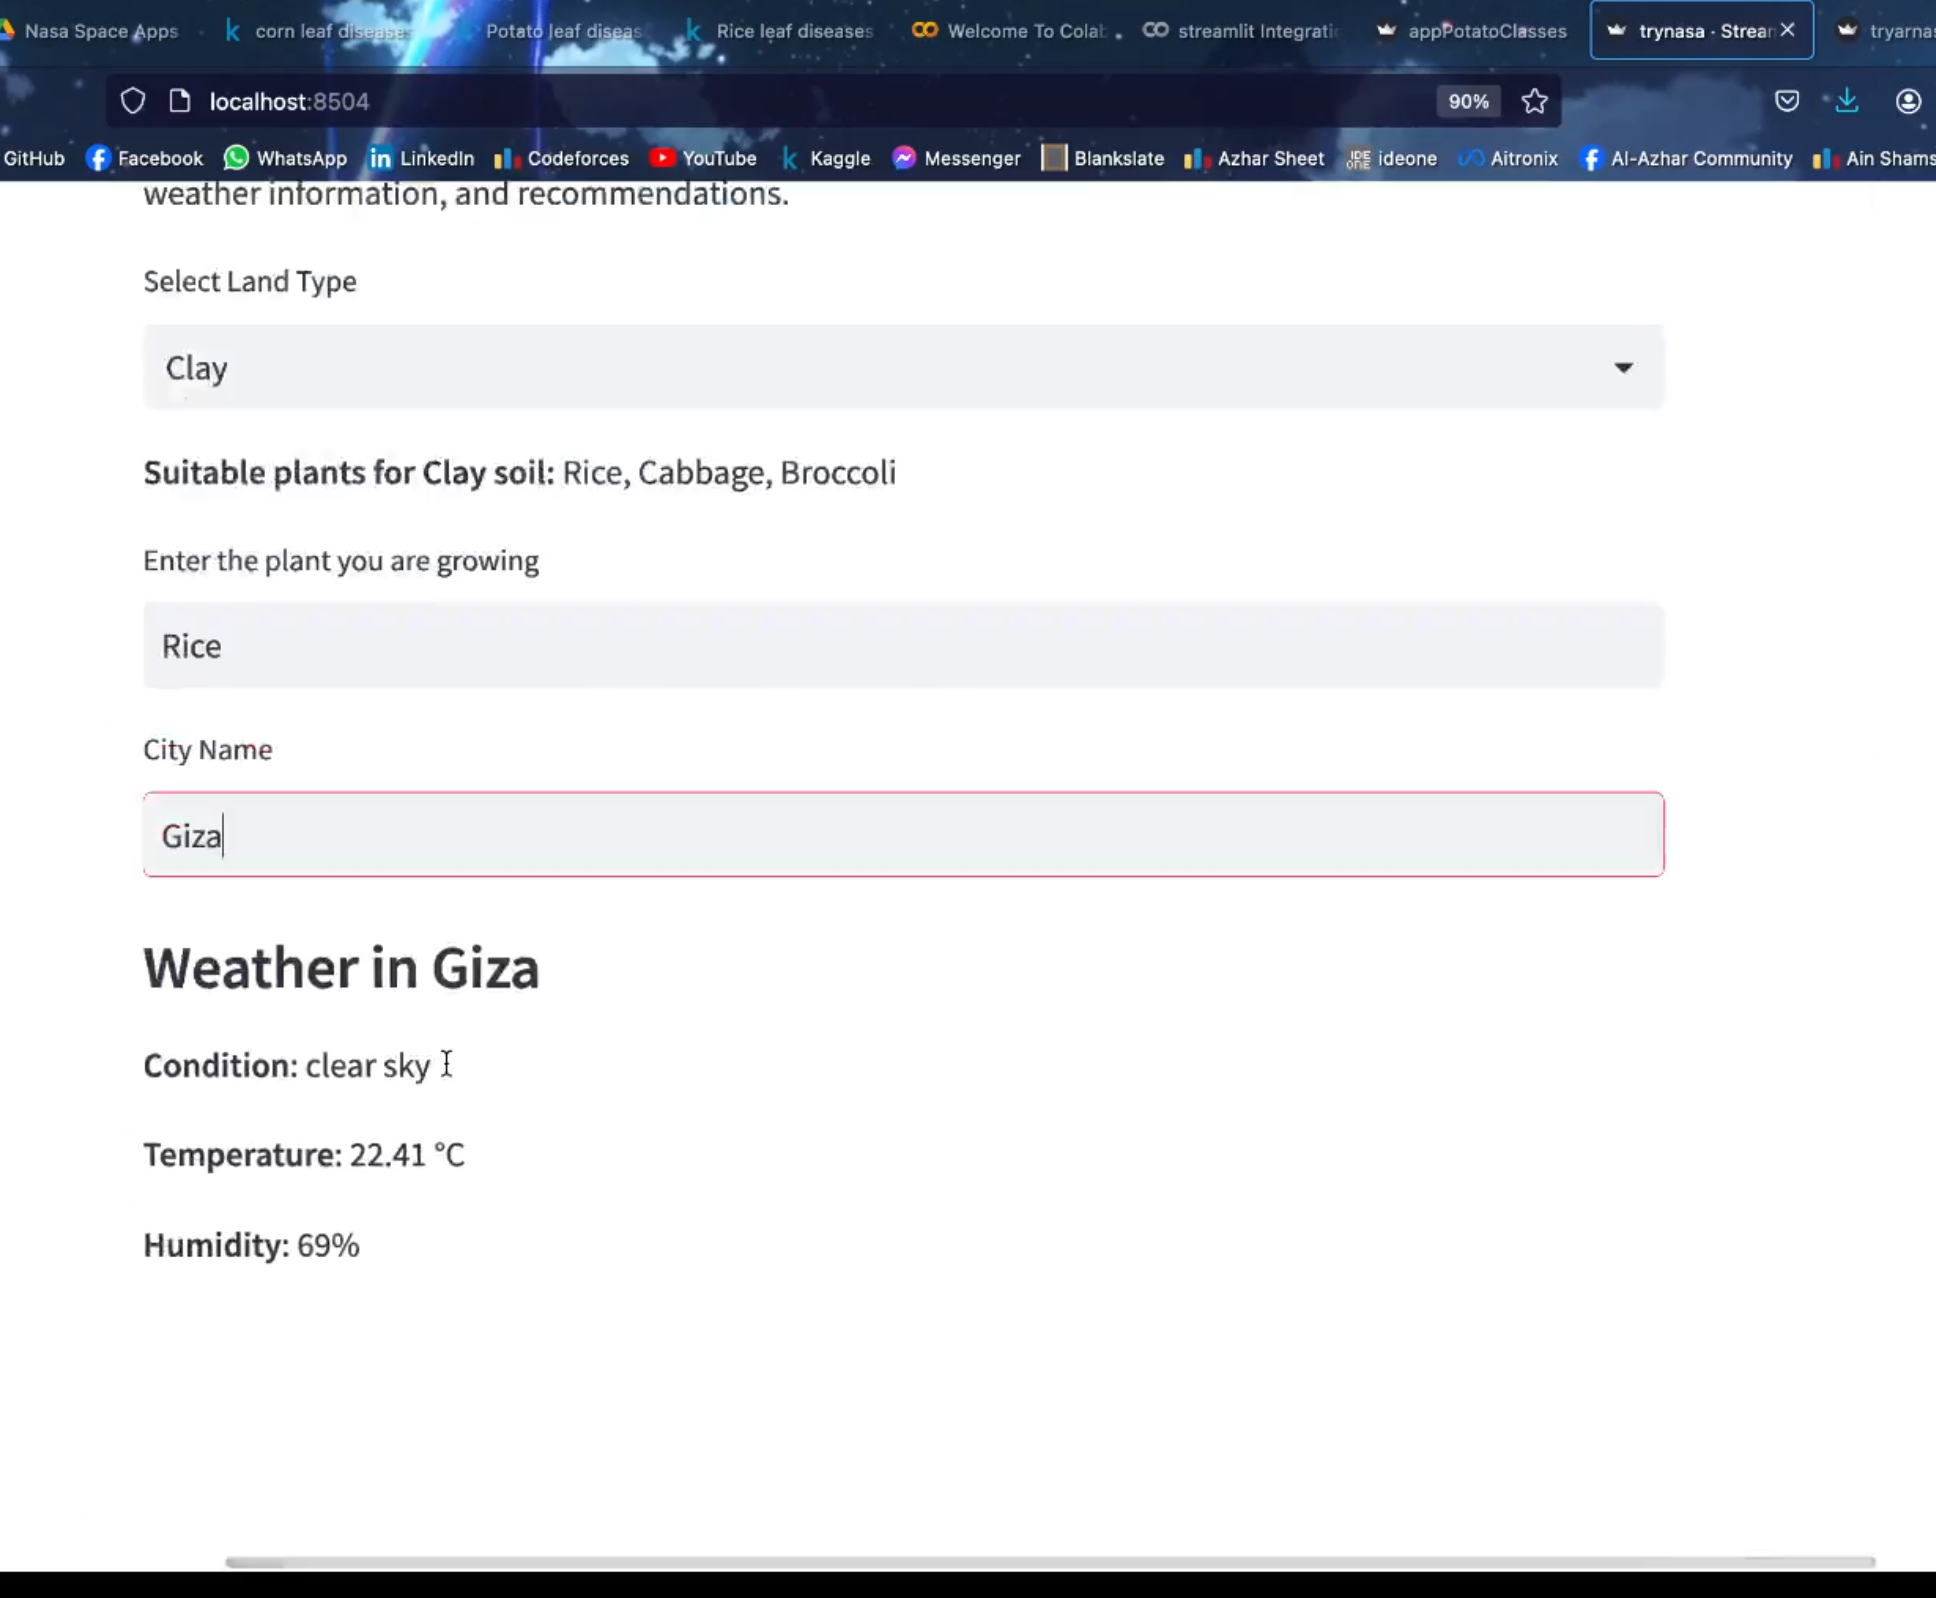 Nasa Space Apps
corn leaf diseases
Potato leaf diseas
Rice leaf diseases
Welcome To Colab
streamlit Integrati
appPotatoClasses
trynasa · Strea
tryarnas
localhost:8504
90%
GitHub
Facebook
WhatsApp
LinkedIn
Codeforces
YouTube
Kaggle
Messenger
Blankslate
Azhar Sheet
ideone
Aitronix
Al-Azhar Community
Ain Shams
weather information, and recommendations.
Select Land Type
Clay
Suitable plants for Clay soil: Rice, Cabbage, Broccoli
Enter the plant you are growing
Rice
City Name
Giza
Weather in Giza
Condition: clear sky
Temperature: 22.41 °C
Humidity: 69%